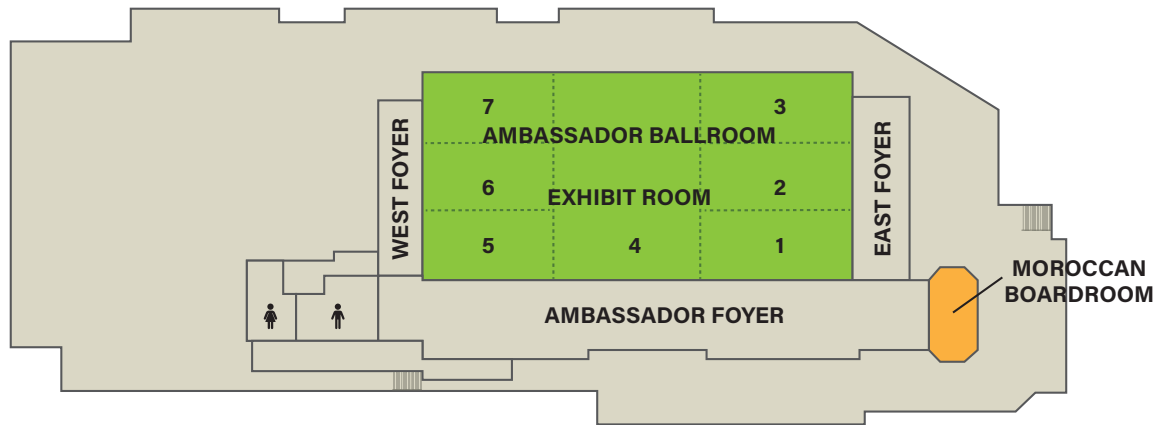 7
3
AMBASSADOR BALLROOM
WEST FOYER
EAST FOYER
6
2
EXHIBIT ROOM
5
4
1
MOROCCAN
BOARDROOM
AMBASSADOR FOYER